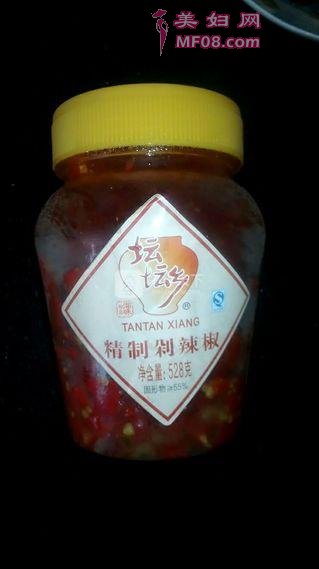 美妇网
MF08.com
坛
坛乡
®
TANTAN XIANG
精制剁辣椒
净含量: 528克
固形物≥55%